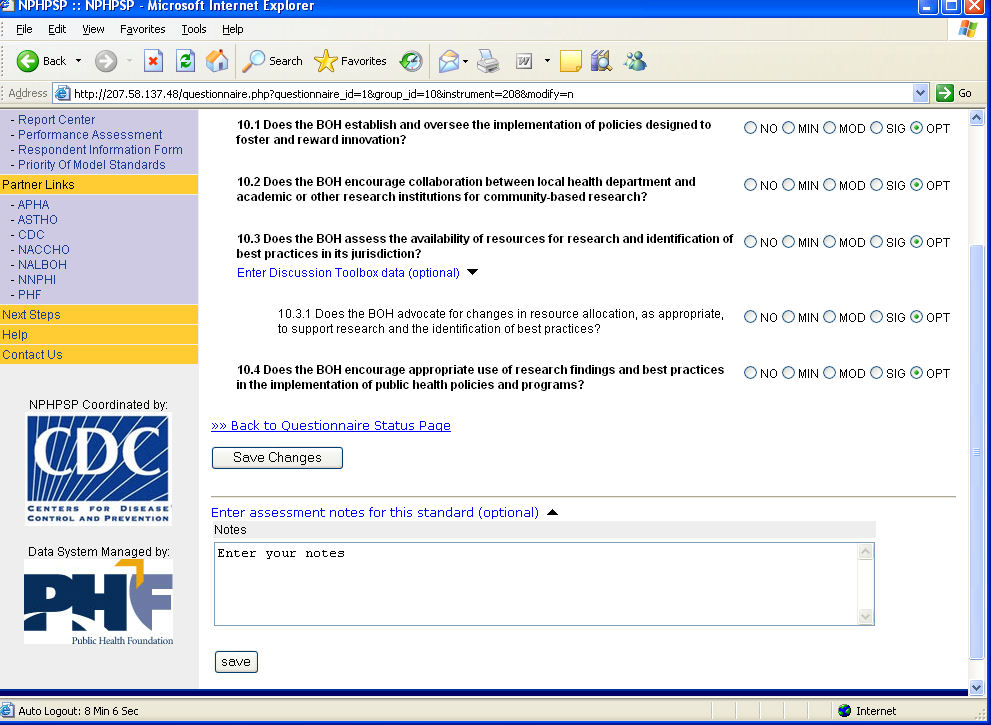 NPHPSP :: NPHPSP - Microsoft Internet Explorer
File Edit View Favorites Tools Help
Back Search Favorites
Address http://207.58.137.48/questionnaire.php?questionnaire_id=1&group_id=10&instrument=208&modify=n Go
- Report Center
- Performance Assessment
- Respondent Information Form
- Priority Of Model Standards
Partner Links
- APHA
- ASTHO
- CDC
- NACCHO
- NALBOH
- NNPHI
- PHF
Next Steps
Help
Contact Us
NPHPSP Coordinated by:
CDC
CENTERS FOR DISEASE
CONTROL AND PREVENTION
Data System Managed by:
PHF
Public Health Foundation
10.1 Does the BOH establish and oversee the implementation of policies designed to
foster and reward innovation?
NO MIN MOD SIG OPT
10.2 Does the BOH encourage collaboration between local health department and
academic or other research institutions for community-based research?
NO MIN MOD SIG OPT
10.3 Does the BOH assess the availability of resources for research and identification of
best practices in its jurisdiction?
NO MIN MOD SIG OPT
Enter Discussion Toolbox data (optional)
10.3.1 Does the BOH advocate for changes in resource allocation, as appropriate,
to support research and the identification of best practices?
NO MIN MOD SIG OPT
10.4 Does the BOH encourage appropriate use of research findings and best practices
in the implementation of public health policies and programs?
NO MIN MOD SIG OPT
>> Back to Questionnaire Status Page
Save Changes
Enter assessment notes for this standard (optional)
Notes
Enter your notes
save
Auto Logout: 8 Min 6 Sec Internet